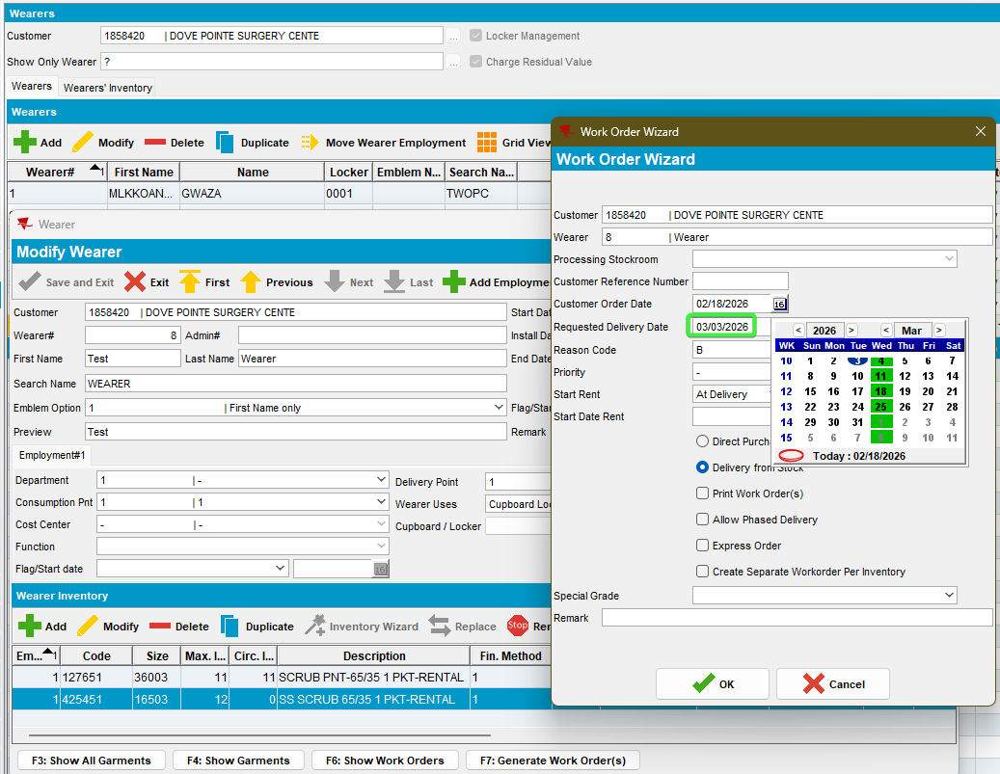 Wearers
Customer 1858420 | DOVE POINTE SURGERY CENTE ... Locker Management
Show Only Wearer ? ... Charge Residual Value
Wearers Wearers' Inventory
Wearers
Add Modify Delete Duplicate Move Wearer Employment Grid View
Wearer# 1 First Name Name Locker Emblem N... Search Na...
1 MLKKOAN... GWAZA 0001 TWOPC
Wearer
Modify Wearer
Save and Exit Exit First Previous Next Last Add Employme
Customer 1858420 | DOVE POINTE SURGERY CENTE Start Dat
Wearer# 8 Admin# Install Da
First Name Test Last Name Wearer End Date
Search Name WEARER
Emblem Option 1 | First Name only Flag/Star
Preview Test Remark
Employment#1
Department 1 | - Delivery Point 1
Consumption Pnt 1 | 1 Wearer Uses Cupboard Loc
Cost Center - | - Cupboard / Locker
Function
Flag/Start date 16
Wearer Inventory
Add Modify Delete Duplicate Inventory Wizard Replace Stop Rem
Em... 1 Code Size Max. I... Circ. I... Description Fin. Method
1 127651 36003 11 11 SCRUB PNT-65/35 1 PKT-RENTAL 1
1 425451 16503 12 0 SS SCRUB 65/35 1 PKT-RENTAL 1
F3: Show All Garments F4: Show Garments F6: Show Work Orders F7: Generate Work Order(s)
Work Order Wizard
Work Order Wizard
Customer 1858420 | DOVE POINTE SURGERY CENTE
Wearer 8 | Wearer
Processing Stockroom
Customer Reference Number
Customer Order Date 02/18/2026 16
Requested Delivery Date 03/03/2026
Reason Code B
Priority -
Start Rent At Delivery
Start Date Rent
< 2026 > < Mar >
WK Sun Mon Tue Wed Thu Fri Sat
10 1 2 3 4 5 6 7
11 8 9 10 11 12 13 14
12 15 16 17 18 19 20 21
13 22 23 24 25 26 27 28
14 29 30 31 1 2 3 4
15 5 6 7 8 9 10 11
Today : 02/18/2026
Direct Purcha
Delivery from Stock
Print Work Order(s)
Allow Phased Delivery
Express Order
Create Separate Workorder Per Inventory
Special Grade
Remark
OK Cancel